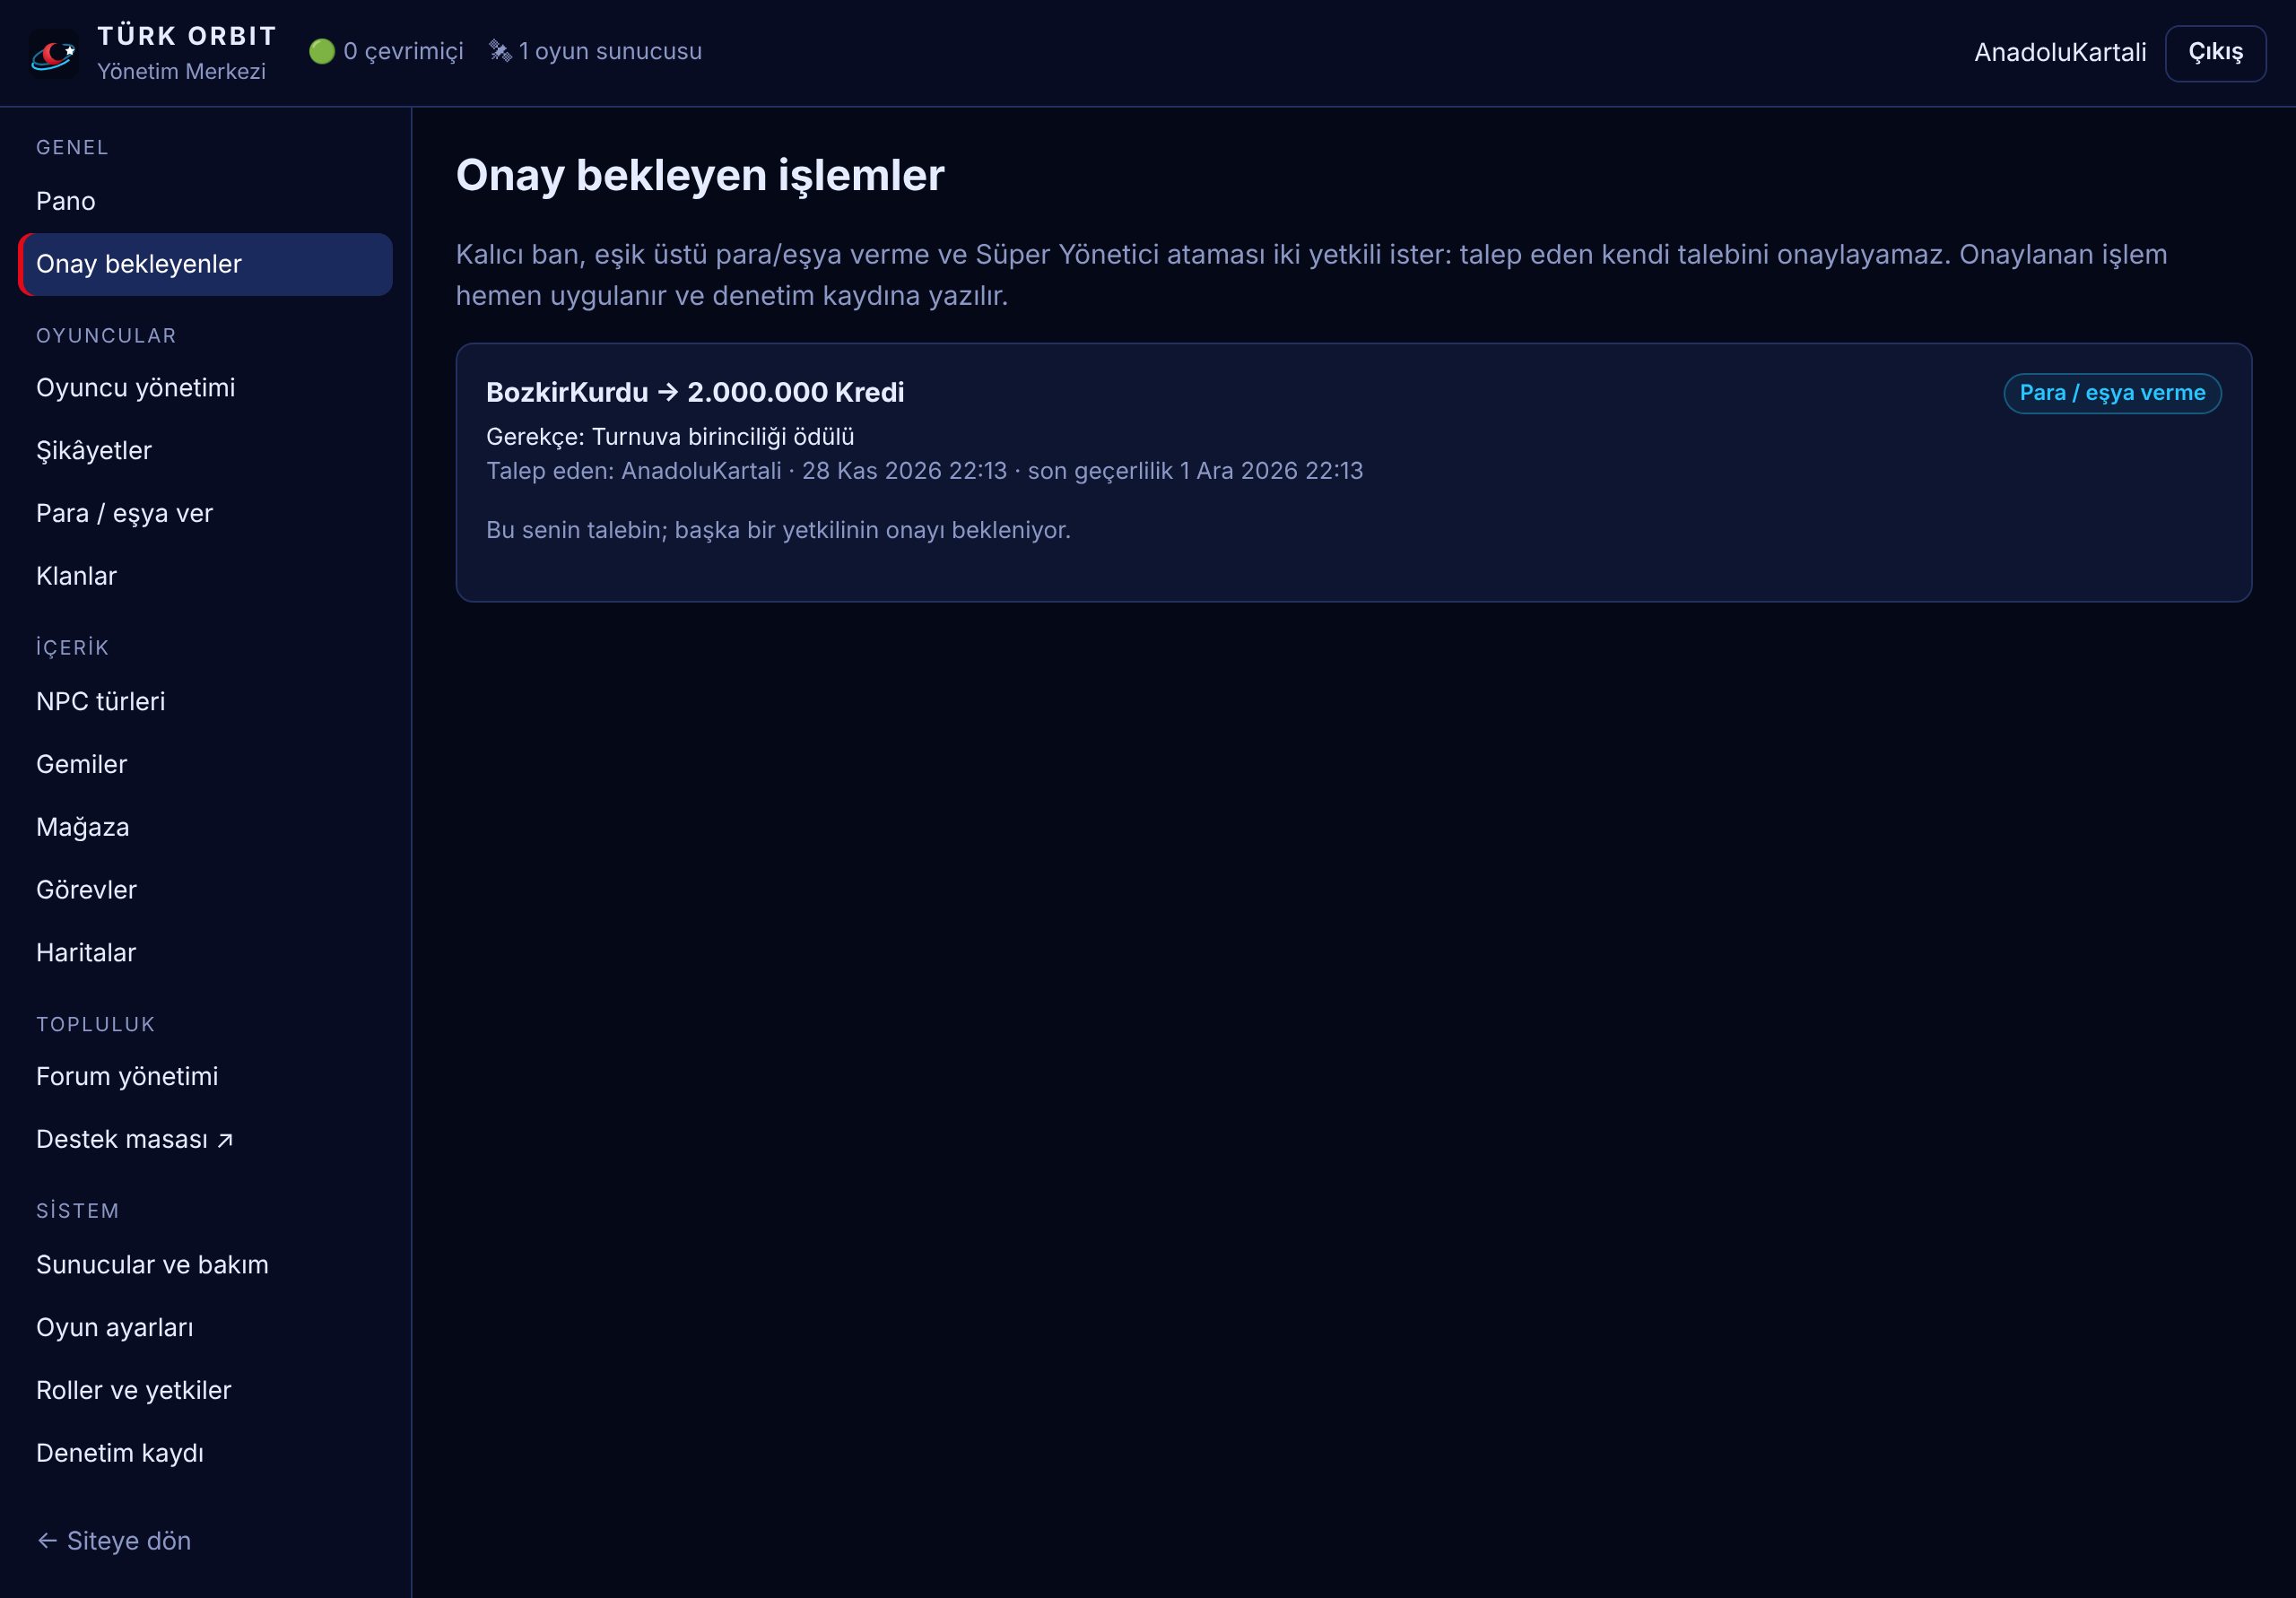 TÜRK ORBIT
Yönetim Merkezi
0 çevrimiçi
1 oyun sunucusu
AnadoluKartali
Çıkış
GENEL
Pano
Onay bekleyenler
OYUNCULAR
Oyuncu yönetimi
Şikâyetler
Para / eşya ver
Klanlar
İÇERİK
NPC türleri
Gemiler
Mağaza
Görevler
Haritalar
TOPLULUK
Forum yönetimi
Destek masası ↗
SİSTEM
Sunucular ve bakım
Oyun ayarları
Roller ve yetkiler
Denetim kaydı
← Siteye dön
Onay bekleyen işlemler
Kalıcı ban, eşik üstü para/eşya verme ve Süper Yönetici ataması iki yetkili ister: talep eden kendi talebini onaylayamaz. Onaylanan işlem
hemen uygulanır ve denetim kaydına yazılır.
BozkirKurdu → 2.000.000 Kredi
Para / eşya verme
Gerekçe: Turnuva birinciliği ödülü
Talep eden: AnadoluKartali · 28 Kas 2026 22:13 · son geçerlilik 1 Ara 2026 22:13
Bu senin talebin; başka bir yetkilinin onayı bekleniyor.